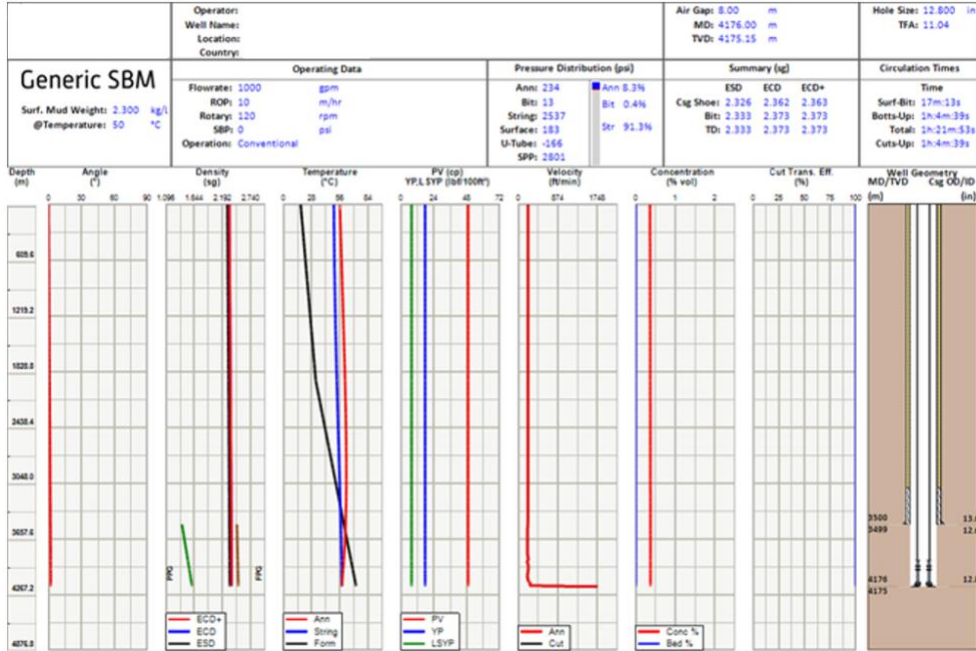 Operator:
Well Name:
Location:
Country:
Air Gap: 8.00 m
MD: 4176.00 m
TVD: 4175.15 m
Hole Size: 12.800 in
TFA: 11.04
Generic SBM
Surf. Mud Weight: 2.300 kg/l
@Temperature: 50 °C
Operating Data
Flowrate: 1000 gpm
ROP: 10 m/hr
Rotary: 120 rpm
SBP: 0 psi
Operation: Conventional
Pressure Distribution (psi)
Ann: 234
Bit: 13
String: 2537
Surface: 183
U-Tube: -166
SPP: 2801
Ann 8.3%
Bit 0.4%
Str 91.3%
Summary (sg)
ESD ECD ECD+
Csg Shoe: 2.326 2.362 2.363
Bit: 2.333 2.373 2.373
TD: 2.333 2.373 2.373
Circulation Times
Time
Surf-Bit: 17m:13s
Botts-Up: 1h:4m:39s
Total: 1h:21m:53s
Cuts-Up: 1h:4m:39s
Depth (m)
Angle (°)
Density (sg)
Temperature (°C)
PV (cp)
YP,LSYP (lbf/100ft²)
Velocity (ft/min)
Concentration (% vol)
Cut Trans. Eff. (%)
Well Geometry
MD/TVD (m)
Csg OD/ID (in)
0 30 60 90
1.096 1.644 2.192 2.740
0 28 56 84
0 24 48 72
0 874 1748
0 1 2
0 25 50 75 100
609.6
1219.2
1828.8
2438.4
3048.0
3657.6
4267.2
4876.8
PPG
FPG
3500
3499
4176
4175
ECD+
ECD
ESD
Ann
String
Form
PV
YP
LSYP
Ann
Cut
Conc %
Bed %